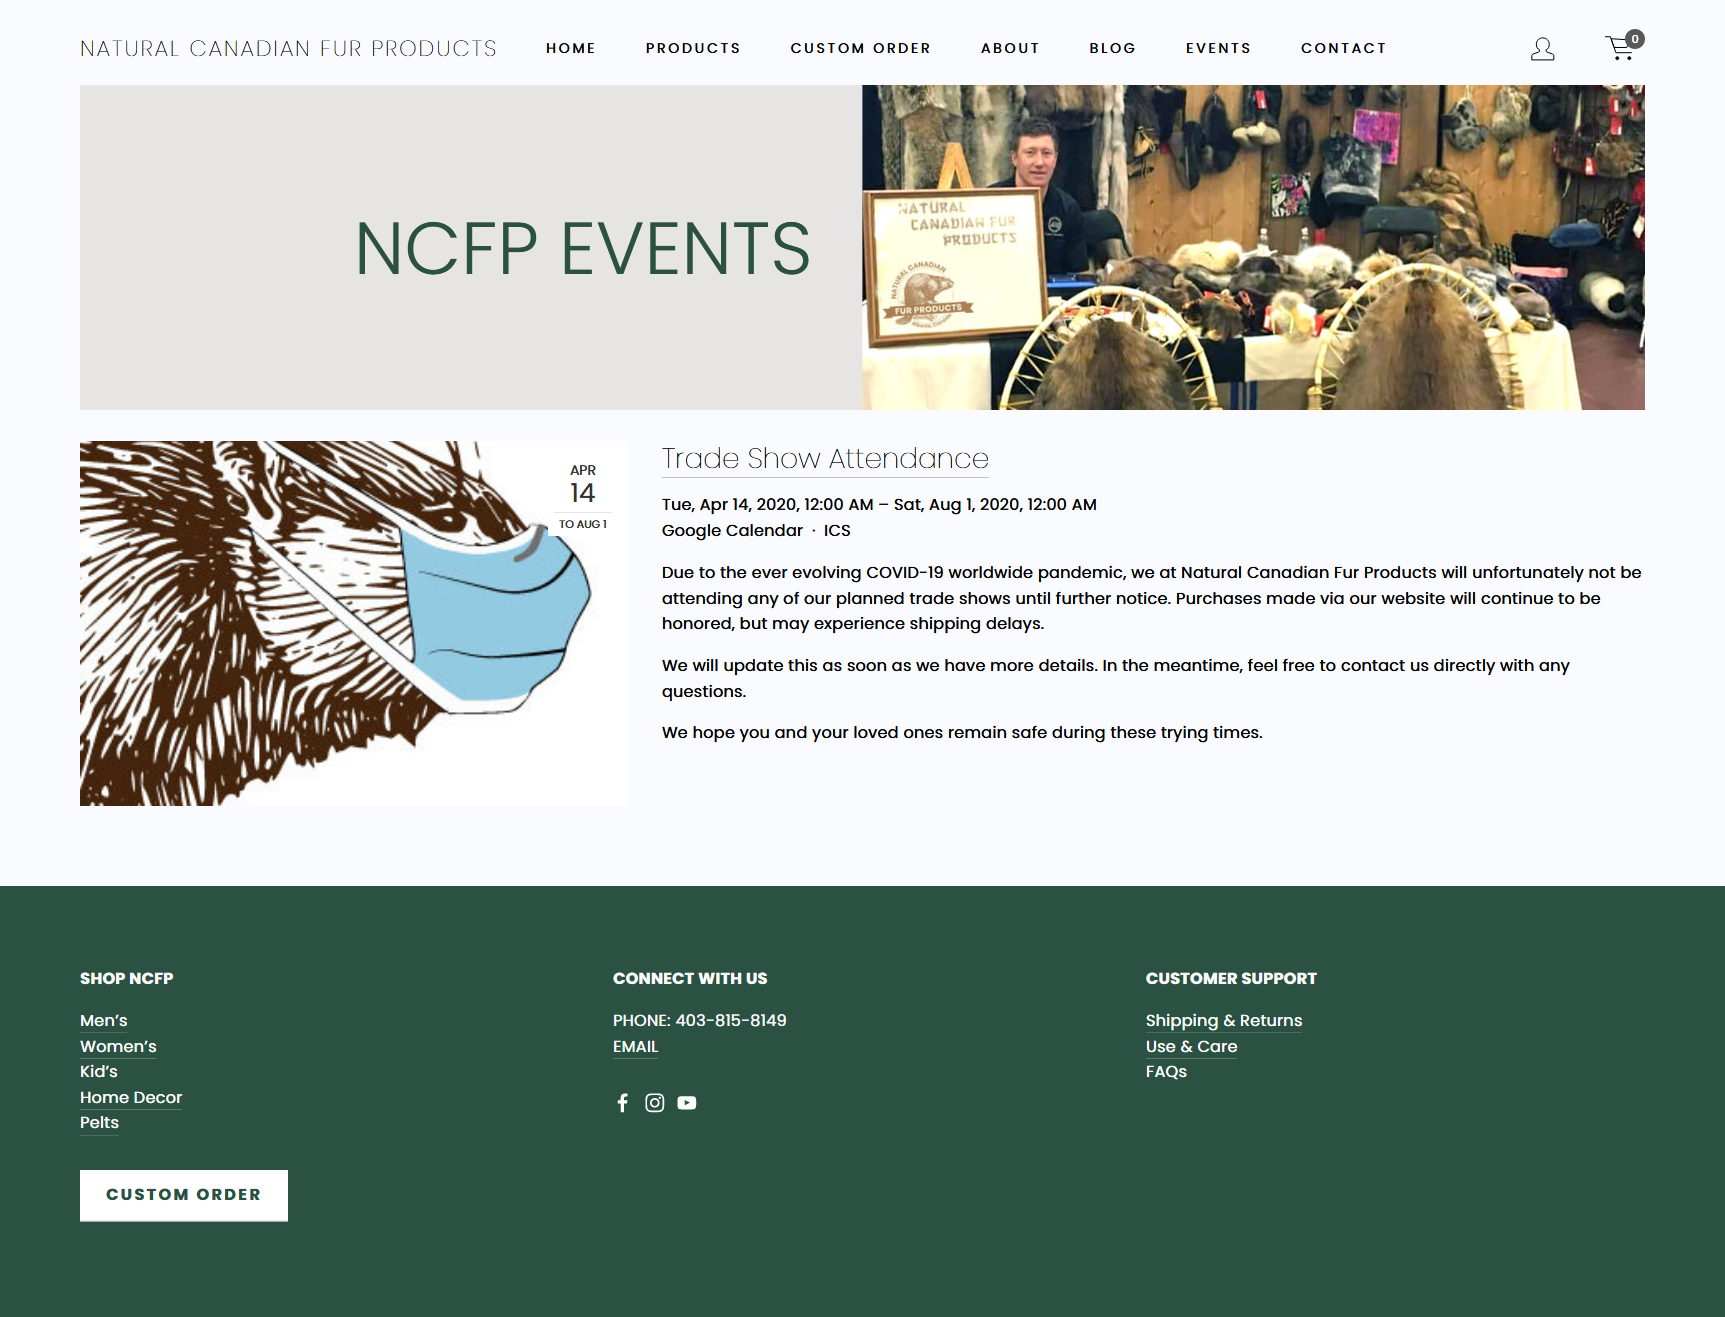 NATURAL CANADIAN FUR PRODUCTS
HOME
PRODUCTS
CUSTOM ORDER
ABOUT
BLOG
EVENTS
CONTACT
0
NCFP EVENTS
NATURAL
CANADIAN FUR
PRODUCTS
NATURAL CANADIAN
FUR PRODUCTS
Alberta, Canada
APR
14
TO AUG 1
Trade Show Attendance
Tue, Apr 14, 2020, 12:00 AM – Sat, Aug 1, 2020, 12:00 AM
Google Calendar · ICS
Due to the ever evolving COVID-19 worldwide pandemic, we at Natural Canadian Fur Products will unfortunately not be
attending any of our planned trade shows until further notice. Purchases made via our website will continue to be
honored, but may experience shipping delays.
We will update this as soon as we have more details. In the meantime, feel free to contact us directly with any
questions.
We hope you and your loved ones remain safe during these trying times.
SHOP NCFP
Men’s
Women’s
Kid’s
Home Decor
Pelts
CUSTOM ORDER
CONNECT WITH US
PHONE: 403-815-8149
EMAIL
CUSTOMER SUPPORT
Shipping & Returns
Use & Care
FAQs